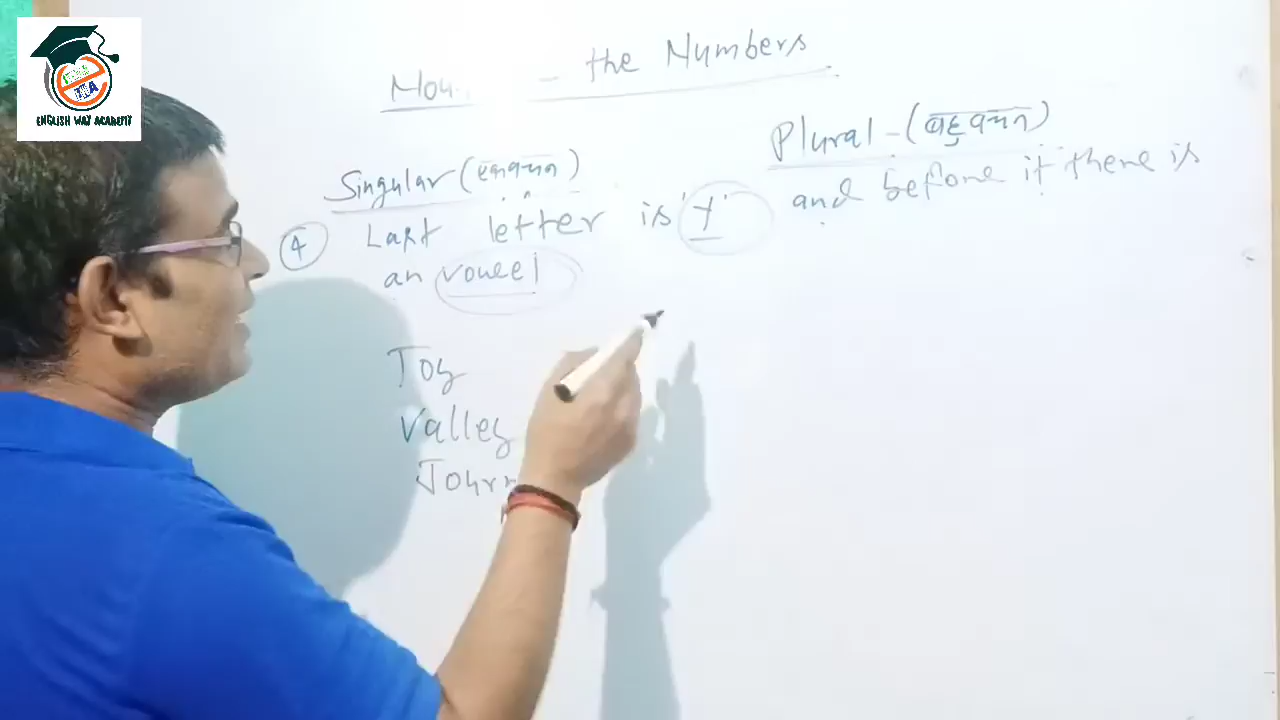 ENGLISH WAY ACADEMY
- the Numbers
Singular (एकवचन)
Plural - (बहुवचन)
④ Last letter is 'Y' and before it there is
an vowel
Toy
Valley
Journ